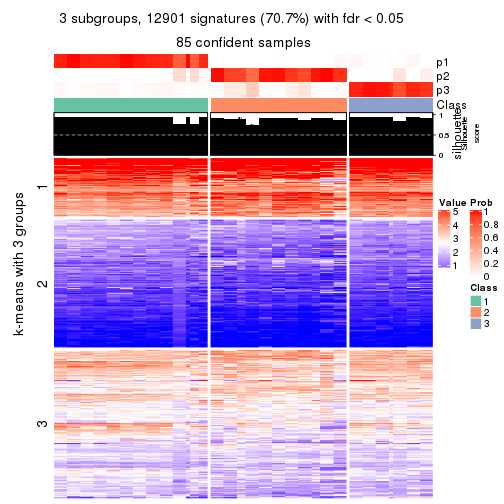 3 subgroups, 12901 signatures (70.7%) with fdr < 0.05
85 confident samples
p1
p2
p3
Class
1
0.5
0
silhouette
Silhouette
score
k-means with 3 groups
1
2
3
Value
5
4
3
2
1
Prob
1
0.8
0.6
0.4
0.2
0
Class
1
2
3